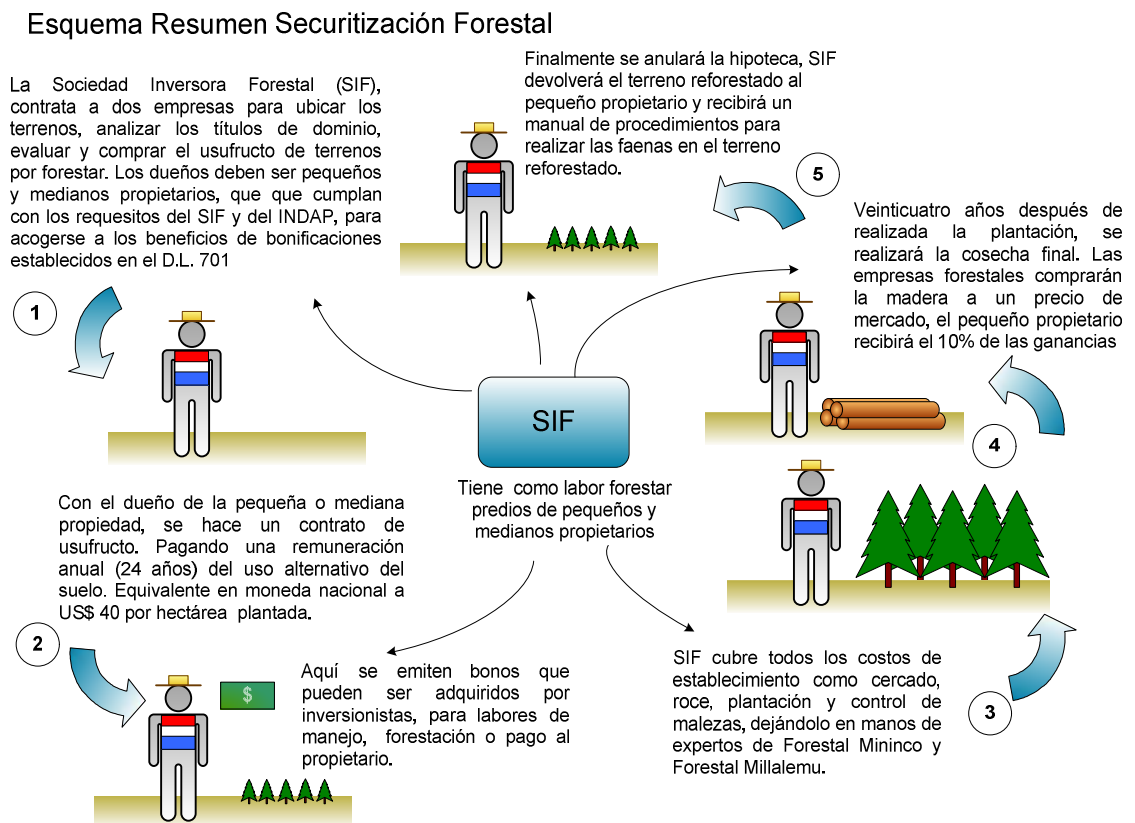 Esquema Resumen Securitización Forestal
La Sociedad Inversora Forestal (SIF),
contrata a dos empresas para ubicar los
terrenos, analizar los títulos de dominio,
evaluar y comprar el usufructo de terrenos
por forestar. Los dueños deben ser pequeños
y medianos propietarios, que que cumplan
con los requesitos del SIF y del INDAP, para
acogerse a los beneficios de bonificaciones
establecidos en el D.L. 701
1
Con el dueño de la pequeña o mediana
propiedad, se hace un contrato de
usufructo. Pagando una remuneración
anual (24 años) del uso alternativo del
suelo. Equivalente en moneda nacional a
US$ 40 por hectárea plantada.
2
$
Aquí se emiten bonos que
pueden ser adquiridos por
inversionistas, para labores de
manejo, forestación o pago al
propietario.
SIF
Tiene como labor forestar
predios de pequeños y
medianos propietarios
SIF cubre todos los costos de
establecimiento como cercado,
roce, plantación y control de
malezas, dejándolo en manos de
expertos de Forestal Mininco y
Forestal Millalemu.
3
Veinticuatro años después de
realizada la plantación, se
realizará la cosecha final. Las
empresas forestales comprarán
la madera a un precio de
mercado, el pequeño propietario
recibirá el 10% de las ganancias
4
Finalmente se anulará la hipoteca, SIF
devolverá el terreno reforestado al
pequeño propietario y recibirá un
manual de procedimientos para
realizar las faenas en el terreno
reforestado.
5